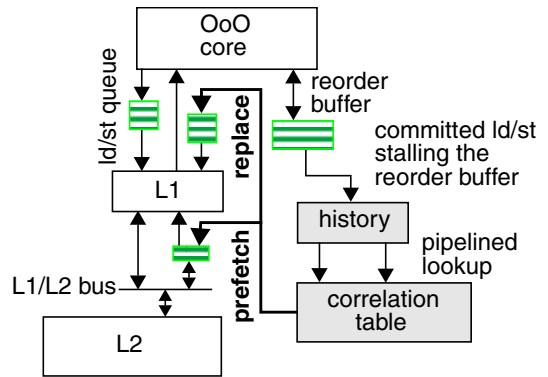 OoO
core
ld/st queue
replace
reorder
buffer
committed ld/st
stalling the
reorder buffer
L1
history
pipelined
lookup
prefetch
L1/L2 bus
correlation
table
L2